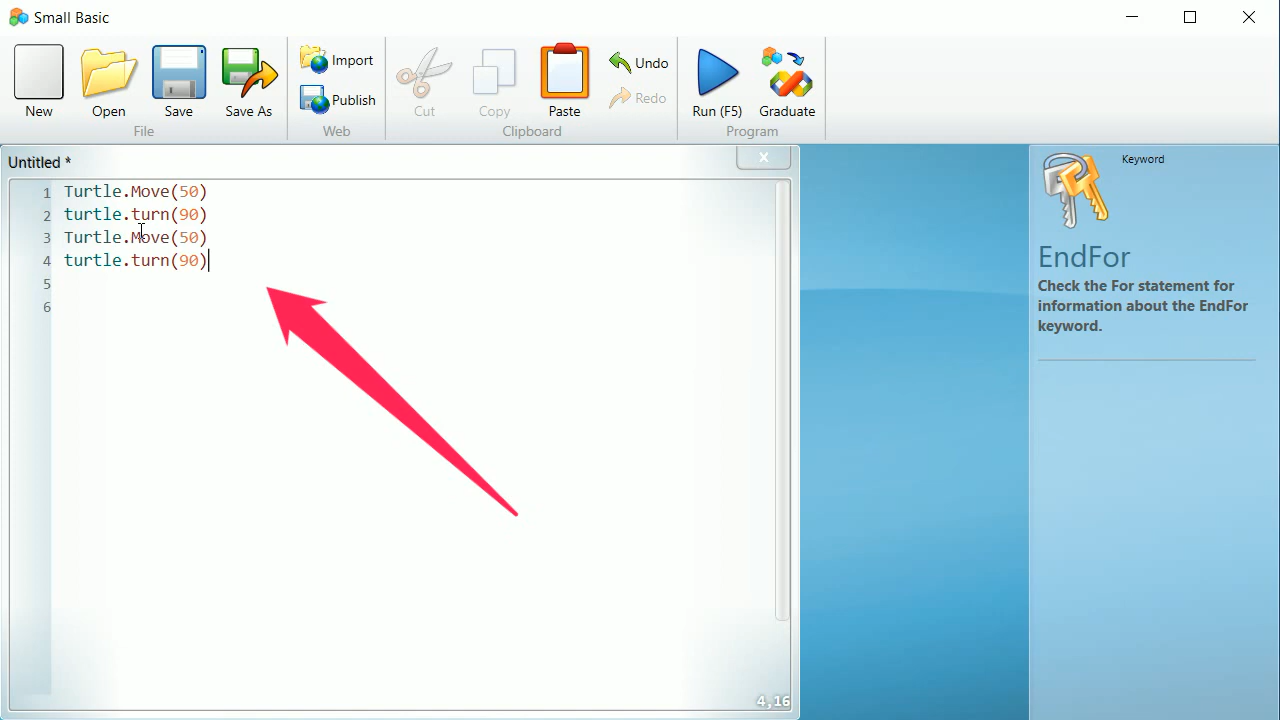 Small Basic
New
Open
Save
Save As
File
Import
Publish
Web
Cut
Copy
Paste
Undo
Redo
Clipboard
Run (F5)
Graduate
Program
Untitled *
X
1 Turtle.Move(50)
2 turtle.turn(90)
3 Turtle.Move(50)
4 turtle.turn(90)
5
6
4,16
Keyword
EndFor
Check the For statement for
information about the EndFor
keyword.